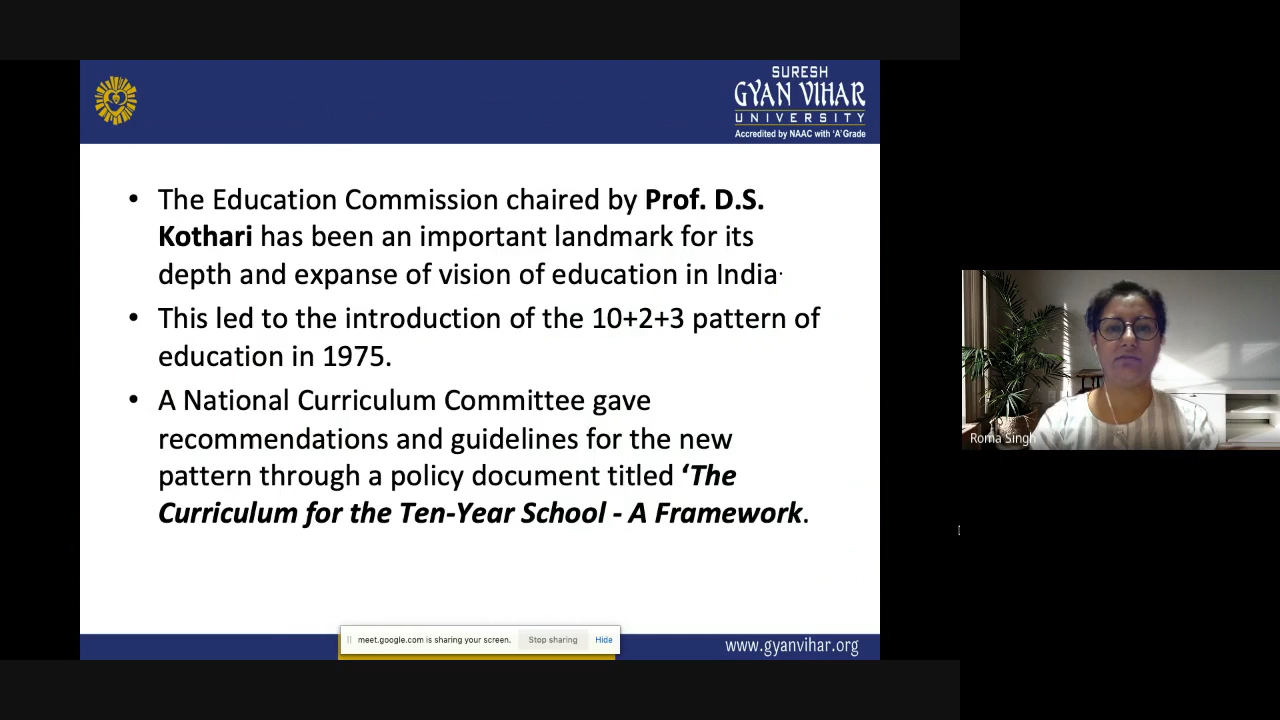 SURESH
GYAN VIHAR
UNIVERSITY
Accredited by NAAC with 'A' Grade
• The Education Commission chaired by Prof. D.S.
Kothari has been an important landmark for its
depth and expanse of vision of education in India.
• This led to the introduction of the 10+2+3 pattern of
education in 1975.
• A National Curriculum Committee gave
recommendations and guidelines for the new
pattern through a policy document titled ‘The
Curriculum for the Ten-Year School - A Framework.
Roma Singh
meet.google.com is sharing your screen. Stop sharing Hide
www.gyanvihar.org